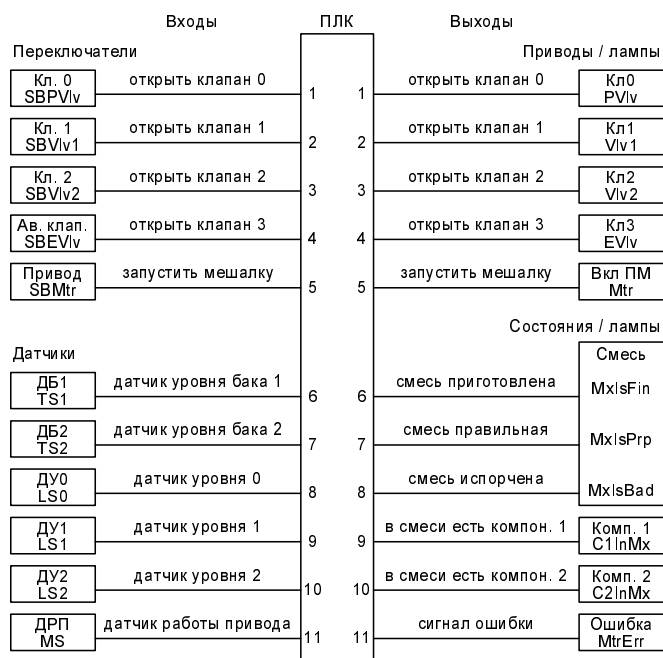 Входы ПЛК Выходы
Переключатели Приводы / лампы
Кл. 0 открыть клапан 0 открыть клапан 0 Кл0
SBPVlv 1 1 PVlv
Кл. 1 открыть клапан 1 открыть клапан 1 Кл1
SBVlv1 2 2 Vlv1
Кл. 2 открыть клапан 2 открыть клапан 2 Кл2
SBVlv2 3 3 Vlv2
Ав. клап. открыть клапан 3 открыть клапан 3 Кл3
SBEVlv 4 4 EVlv
Привод запустить мешалку запустить мешалку Вкл ПМ
SBMtr 5 5 Mtr
Состояния / лампы
Датчики Смесь
ДБ1 датчик уровня бака 1 смесь приготовлена MxIsFin
TS1 6 6
ДБ2 датчик уровня бака 2 смесь правильная MxIsPrp
TS2 7 7
ДУ0 датчик уровня 0 смесь испорчена
LS0 8 8 MxIsBad
ДУ1 датчик уровня 1 в смеси есть компон. 1 Комп. 1
LS1 9 9 C1InMx
ДУ2 датчик уровня 2 в смеси есть компон. 2 Комп. 2
LS2 10 10 C2InMx
ДРП датчик работы привода сигнал ошибки Ошибка
MS 11 11 MtrErr